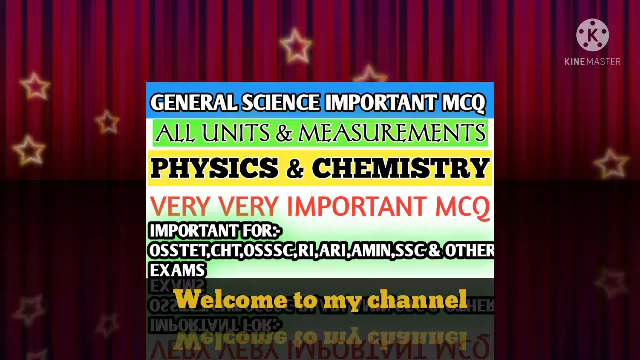 KINEMASTER
GENERAL SCIENCE IMPORTANT MCQ
ALL UNITS & MEASUREMENTS
PHYSICS & CHEMISTRY
VERY VERY IMPORTANT MCQ
IMPORTANT FOR:-
OSSTET,CHT,OSSSC,RI,ARI,AMIN,SSC & OTHER
EXAMS
Welcome to my channel